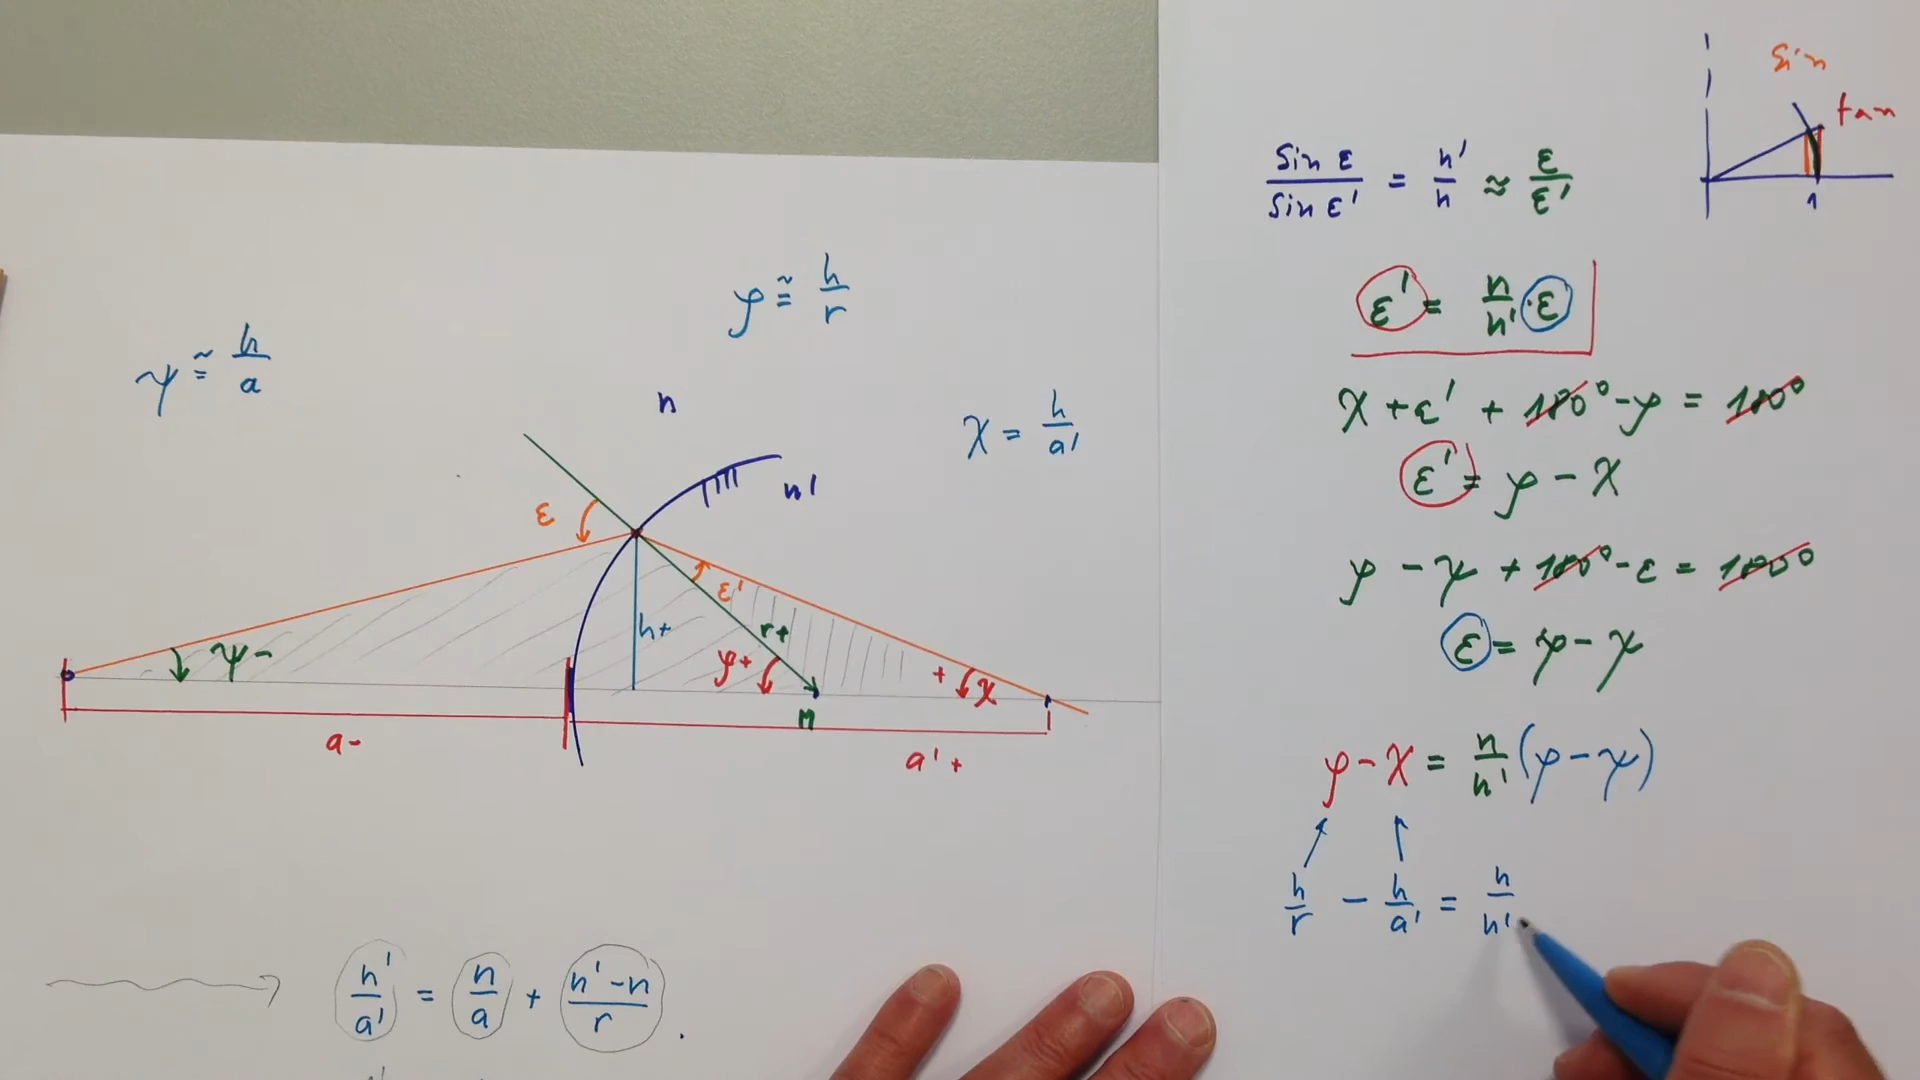 φ ≅ h/r
ψ ≅ h/a
n
χ = h/a'
n'
ε
ε'
h+
r+
ψ-
φ+
+ χ
M
a-
a'+
n'/a' = n/a + (n'-n)/r .
sin
tan
1
sin ε / sin ε' = n'/n ≈ ε/ε'
ε' = n/n' · ε
χ + ε' + 180° - φ = 180°
ε' = φ - χ
φ - ψ + 180° - ε = 180°
ε = φ - ψ
φ - χ = n/n' (φ - ψ)
h/r - h/a' = n/n'